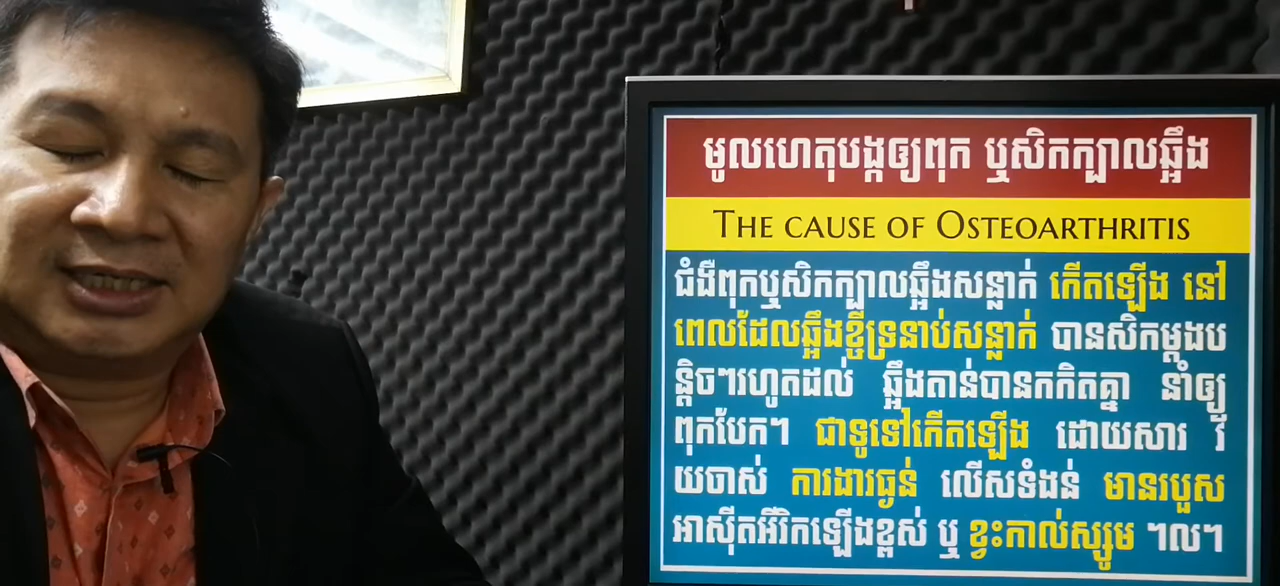 មូលហេតុបង្កឲ្យពុក ឬសិកក្បាលឆ្អឹង
THE CAUSE OF OSTEOARTHRITIS
ជំងឺពុកឬសិកក្បាលឆ្អឹងសន្លាក់ កើតឡើង នៅ
ពេលដែលឆ្អឹងខ្ចីទ្រនាប់សន្លាក់ បានសិកម្ដងប
ន្តិចៗរហូតដល់ ឆ្អឹងតាន់បានកកិតគ្នា នាំឲ្យ
ពុកបែក។ ជាទូទៅកើតឡើង ដោយសារ វ
យចាស់ ការងារធ្ងន់ លើសទំងន់ មានរបួស
អាស៊ីតអ៊ីរិកឡើងខ្ពស់ ឬ ខ្វះកាល់ស្យូម ។ល។